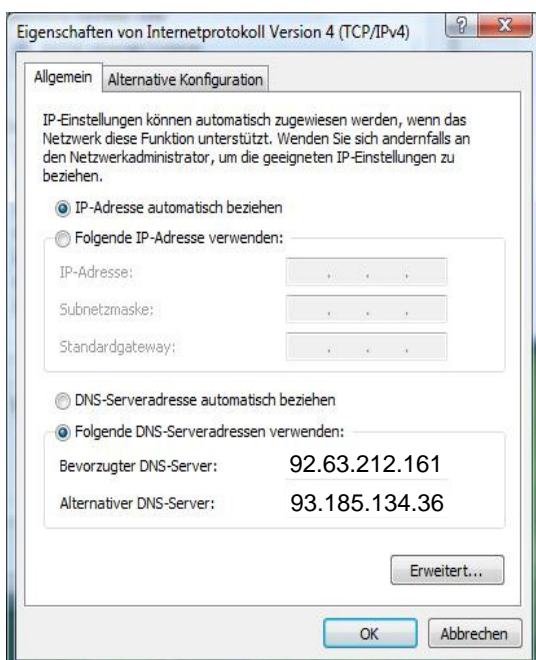 Eigenschaften von Internetprotokoll Version 4 (TCP/IPv4)
Allgemein Alternative Konfiguration
IP-Einstellungen können automatisch zugewiesen werden, wenn das
Netzwerk diese Funktion unterstützt. Wenden Sie sich andernfalls an
den Netzwerkadministrator, um die geeigneten IP-Einstellungen zu
beziehen.
IP-Adresse automatisch beziehen
Folgende IP-Adresse verwenden:
IP-Adresse: . . .
Subnetzmaske: . . .
Standardgateway: . . .
DNS-Serveradresse automatisch beziehen
Folgende DNS-Serveradressen verwenden:
Bevorzugter DNS-Server: 92.63.212.161
Alternativer DNS-Server: 93.185.134.36
Erweitert...
OK Abbrechen